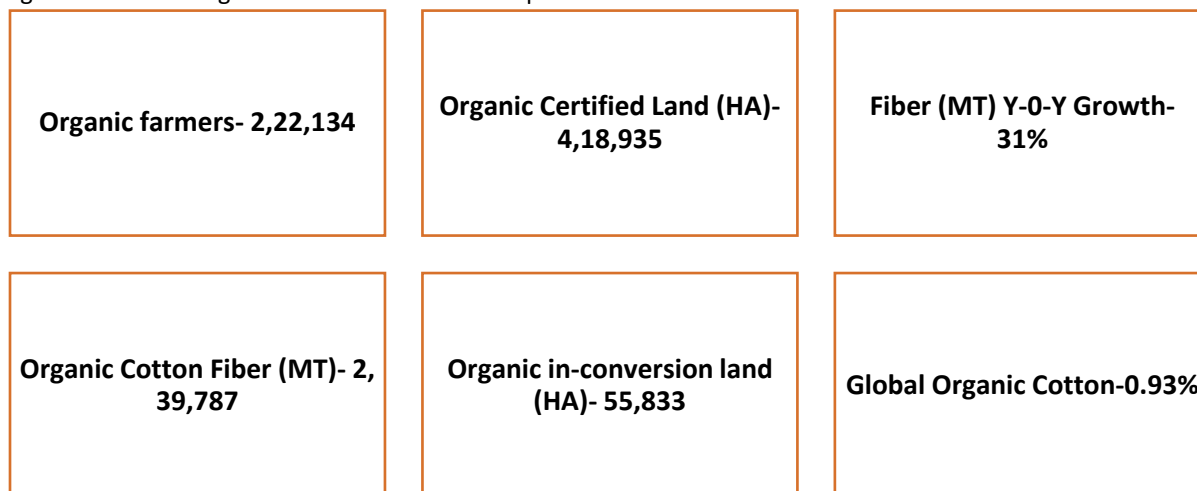 Organic farmers- 2,22,134
Organic Certified Land (HA)-
4,18,935
Fiber (MT) Y-0-Y Growth-
31%
Organic Cotton Fiber (MT)- 2,
39,787
Organic in-conversion land
(HA)- 55,833
Global Organic Cotton-0.93%